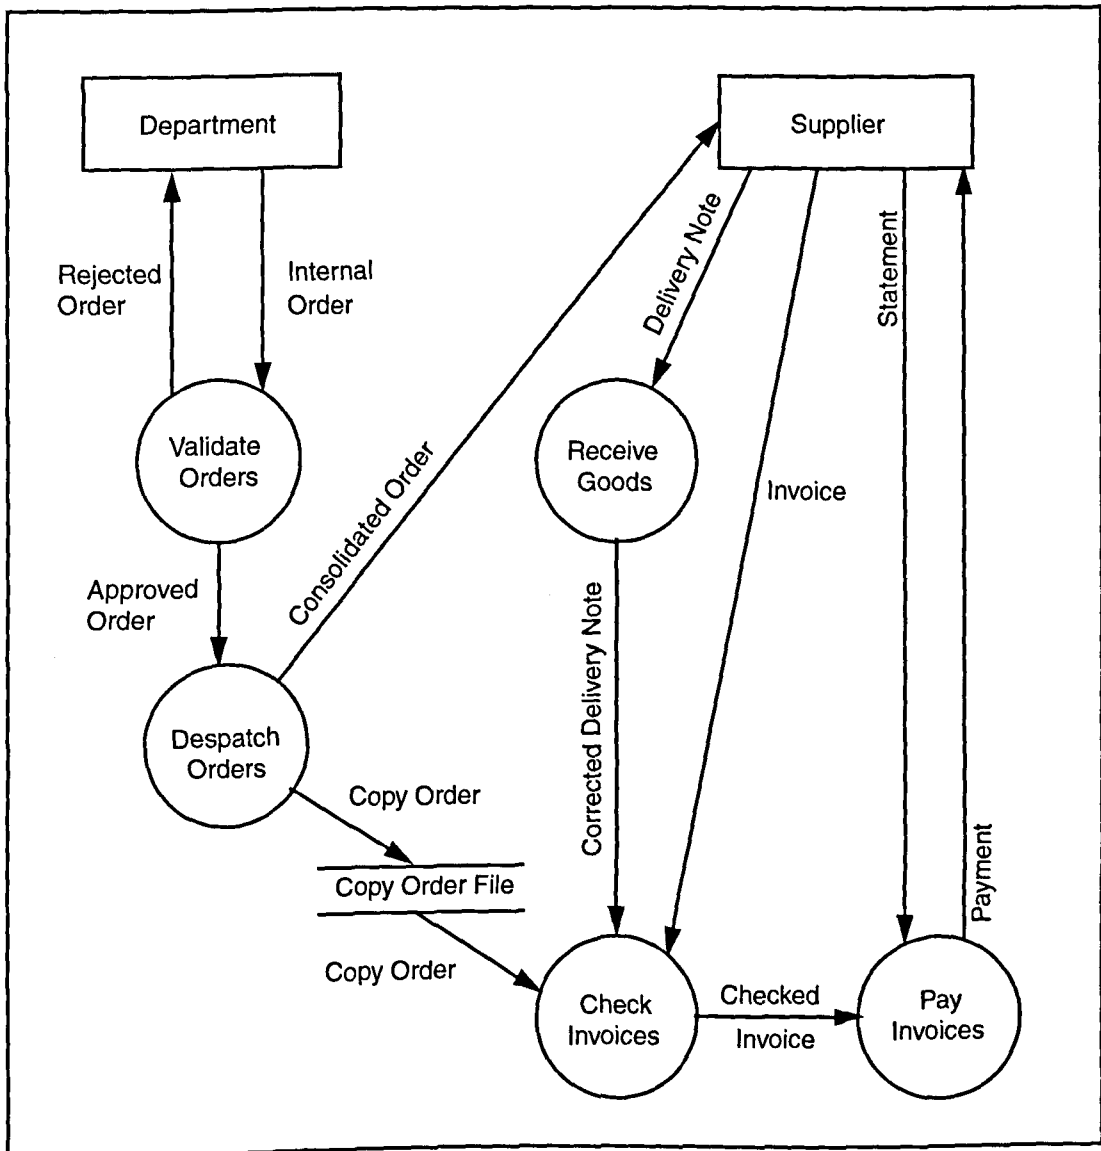 Department
Supplier
Rejected
Order
Internal
Order
Delivery Note
Statement
Validate
Orders
Receive
Goods
Invoice
Consolidated Order
Approved
Order
Corrected Delivery Note
Despatch
Orders
Copy Order
Copy Order File
Copy Order
Payment
Check
Invoices
Checked
Invoice
Pay
Invoices